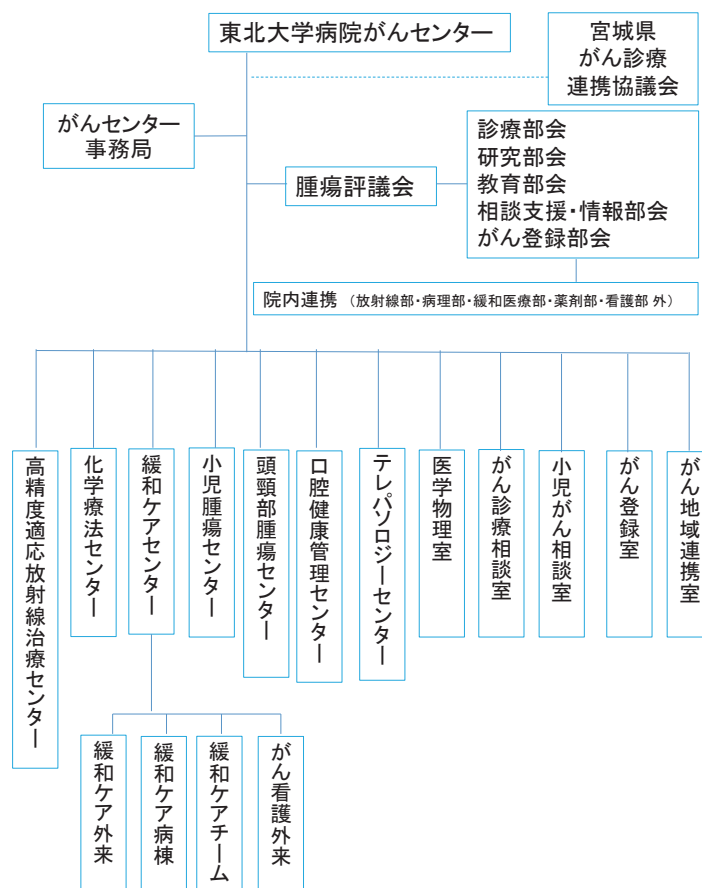 東北大学病院がんセンター
宮城県
がん診療
連携協議会
がんセンター
事務局
腫瘍評議会
診療部会
研究部会
教育部会
相談支援・情報部会
がん登録部会
院内連携 （放射線部・病理部・緩和医療部・薬剤部・看護部 外）
高精度適応放射線治療センター
化学療法センター
緩和ケアセンター
小児腫瘍センター
頭頸部腫瘍センター
口腔健康管理センター
テレパソロジーセンター
医学物理室
がん診療相談室
小児がん相談室
がん登録室
がん地域連携室
緩和ケア外来
緩和ケア病棟
緩和ケアチーム
がん看護外来